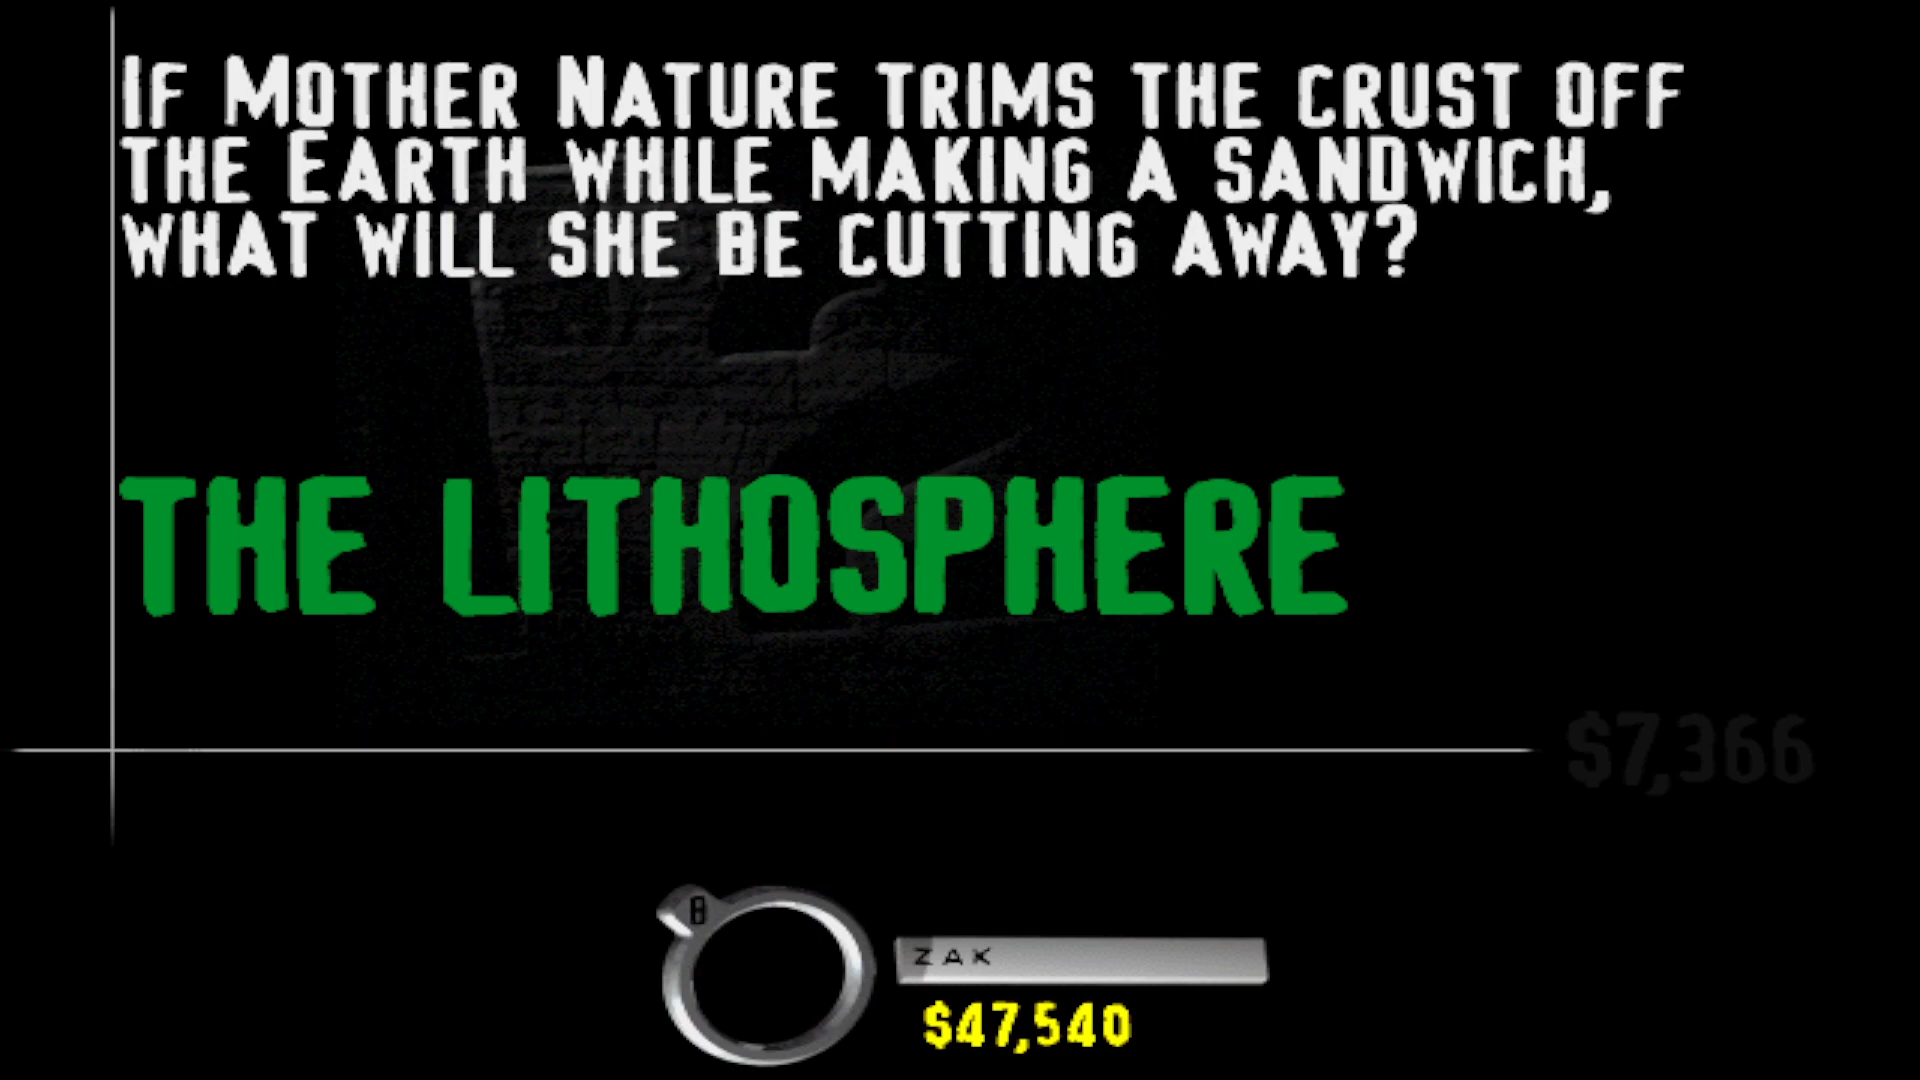 If Mother Nature trims the crust off
the Earth while making a sandwich,
what will she be cutting away?
THE LITHOSPHERE
$7,366
B
ZAK
$47,540